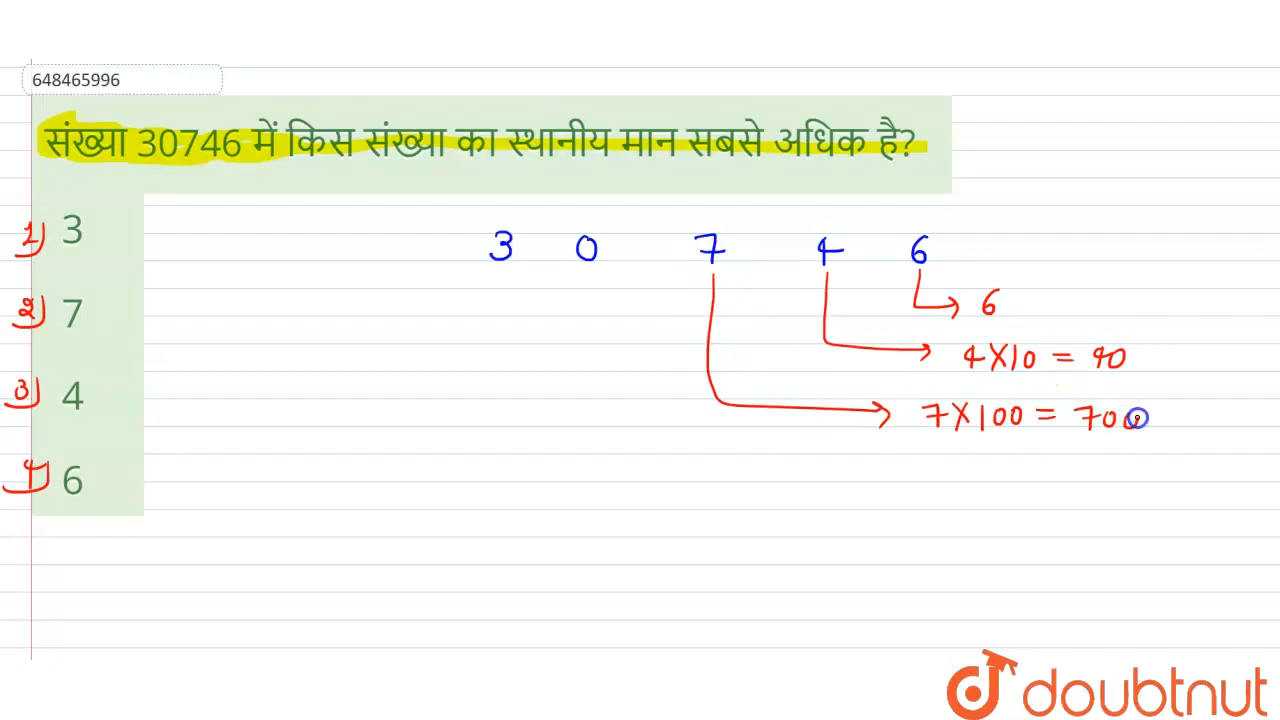 648465996
संख्या 30746 में किस संख्या का स्थानीय मान सबसे अधिक है?
1) 3
3 0 7 4 6
6
2) 7
4X10 = 40
3) 4
7X100 = 700
4) 6
doubtnut